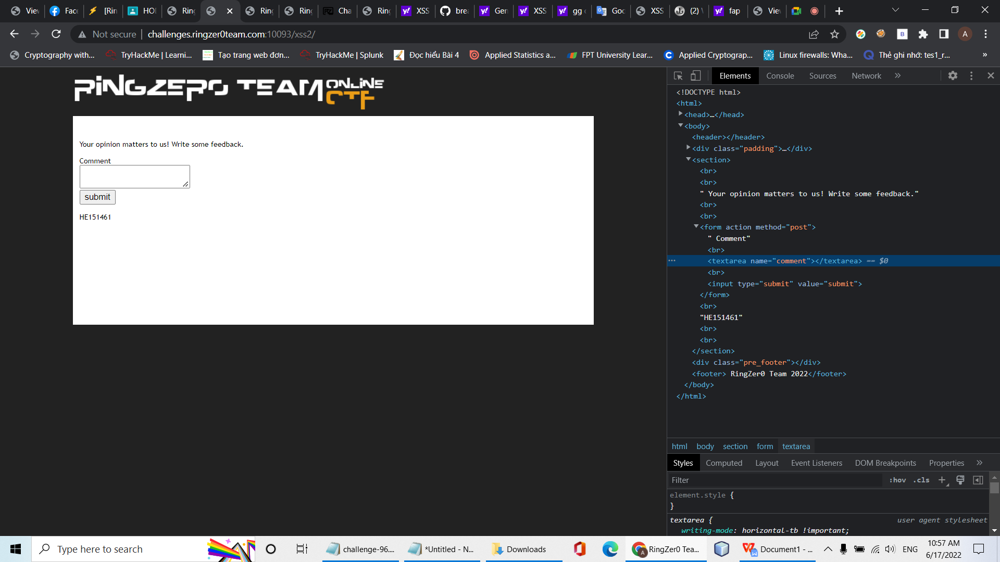 View
Face
[Rin
HOI
Ring
Ring
Ring
Cha
Ring
XSS
brea
Gen
XSS
gg c
Goo
XSS
(2) \
fap
View
Not secure
challenges.ringzer0team.com:10093/xss2/
A
Cryptography with...
TryHackMe | Learni...
Tạo trang web đơn...
TryHackMe | Splunk
Đọc hiểu Bài 4
Applied Statistics a...
FPT University Lear...
Applied Cryptograp...
Linux firewalls: Wha...
Thẻ ghi nhớ: tes1_r...
»
RiNGZERO TEAM ONLiNE CTF
Your opinion matters to us! Write some feedback.
Comment
submit
HE151461
Elements
Console
Sources
Network
»
<!DOCTYPE html>
<html>
<head>…</head>
<body>
<header></header>
<div class="padding">…</div>
<section>
<br>
<br>
" Your opinion matters to us! Write some feedback."
<br>
<br>
<form action method="post">
" Comment"
<br>
<textarea name="comment"></textarea> == $0
<br>
<input type="submit" value="submit">
</form>
<br>
"HE151461"
<br>
<br>
</section>
<div class="pre_footer"></div>
<footer> RingZer0 Team 2022</footer>
</body>
</html>
html
body
section
form
textarea
Styles
Computed
Layout
Event Listeners
DOM Breakpoints
Properties
»
Filter
:hov
.cls
element.style {
}
textarea {
user agent stylesheet
writing-mode: horizontal-tb !important;
Type here to search
challenge-96....
*Untitled - N...
Downloads
RingZer0 Tea...
Document1 - ...
ENG
10:57 AM
6/17/2022